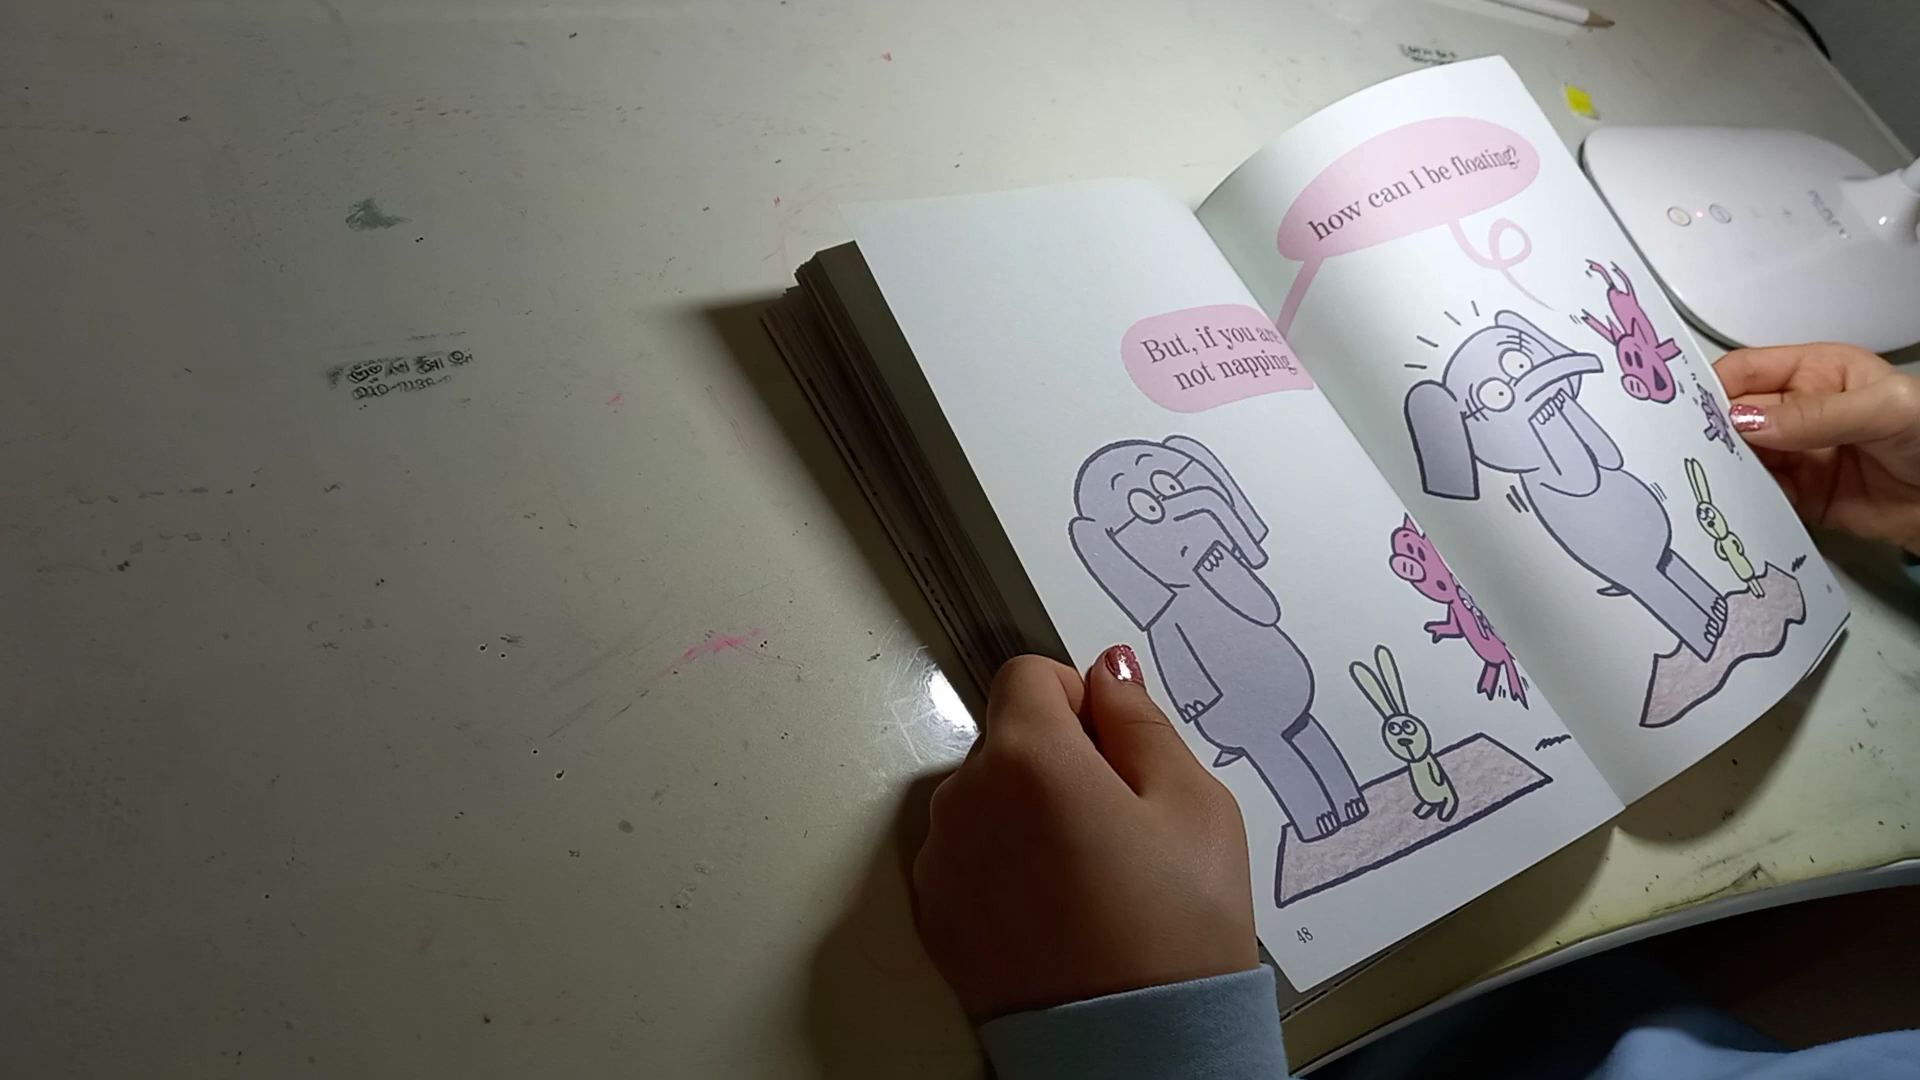 But, if you are
not napping,
how can I be floating?
48